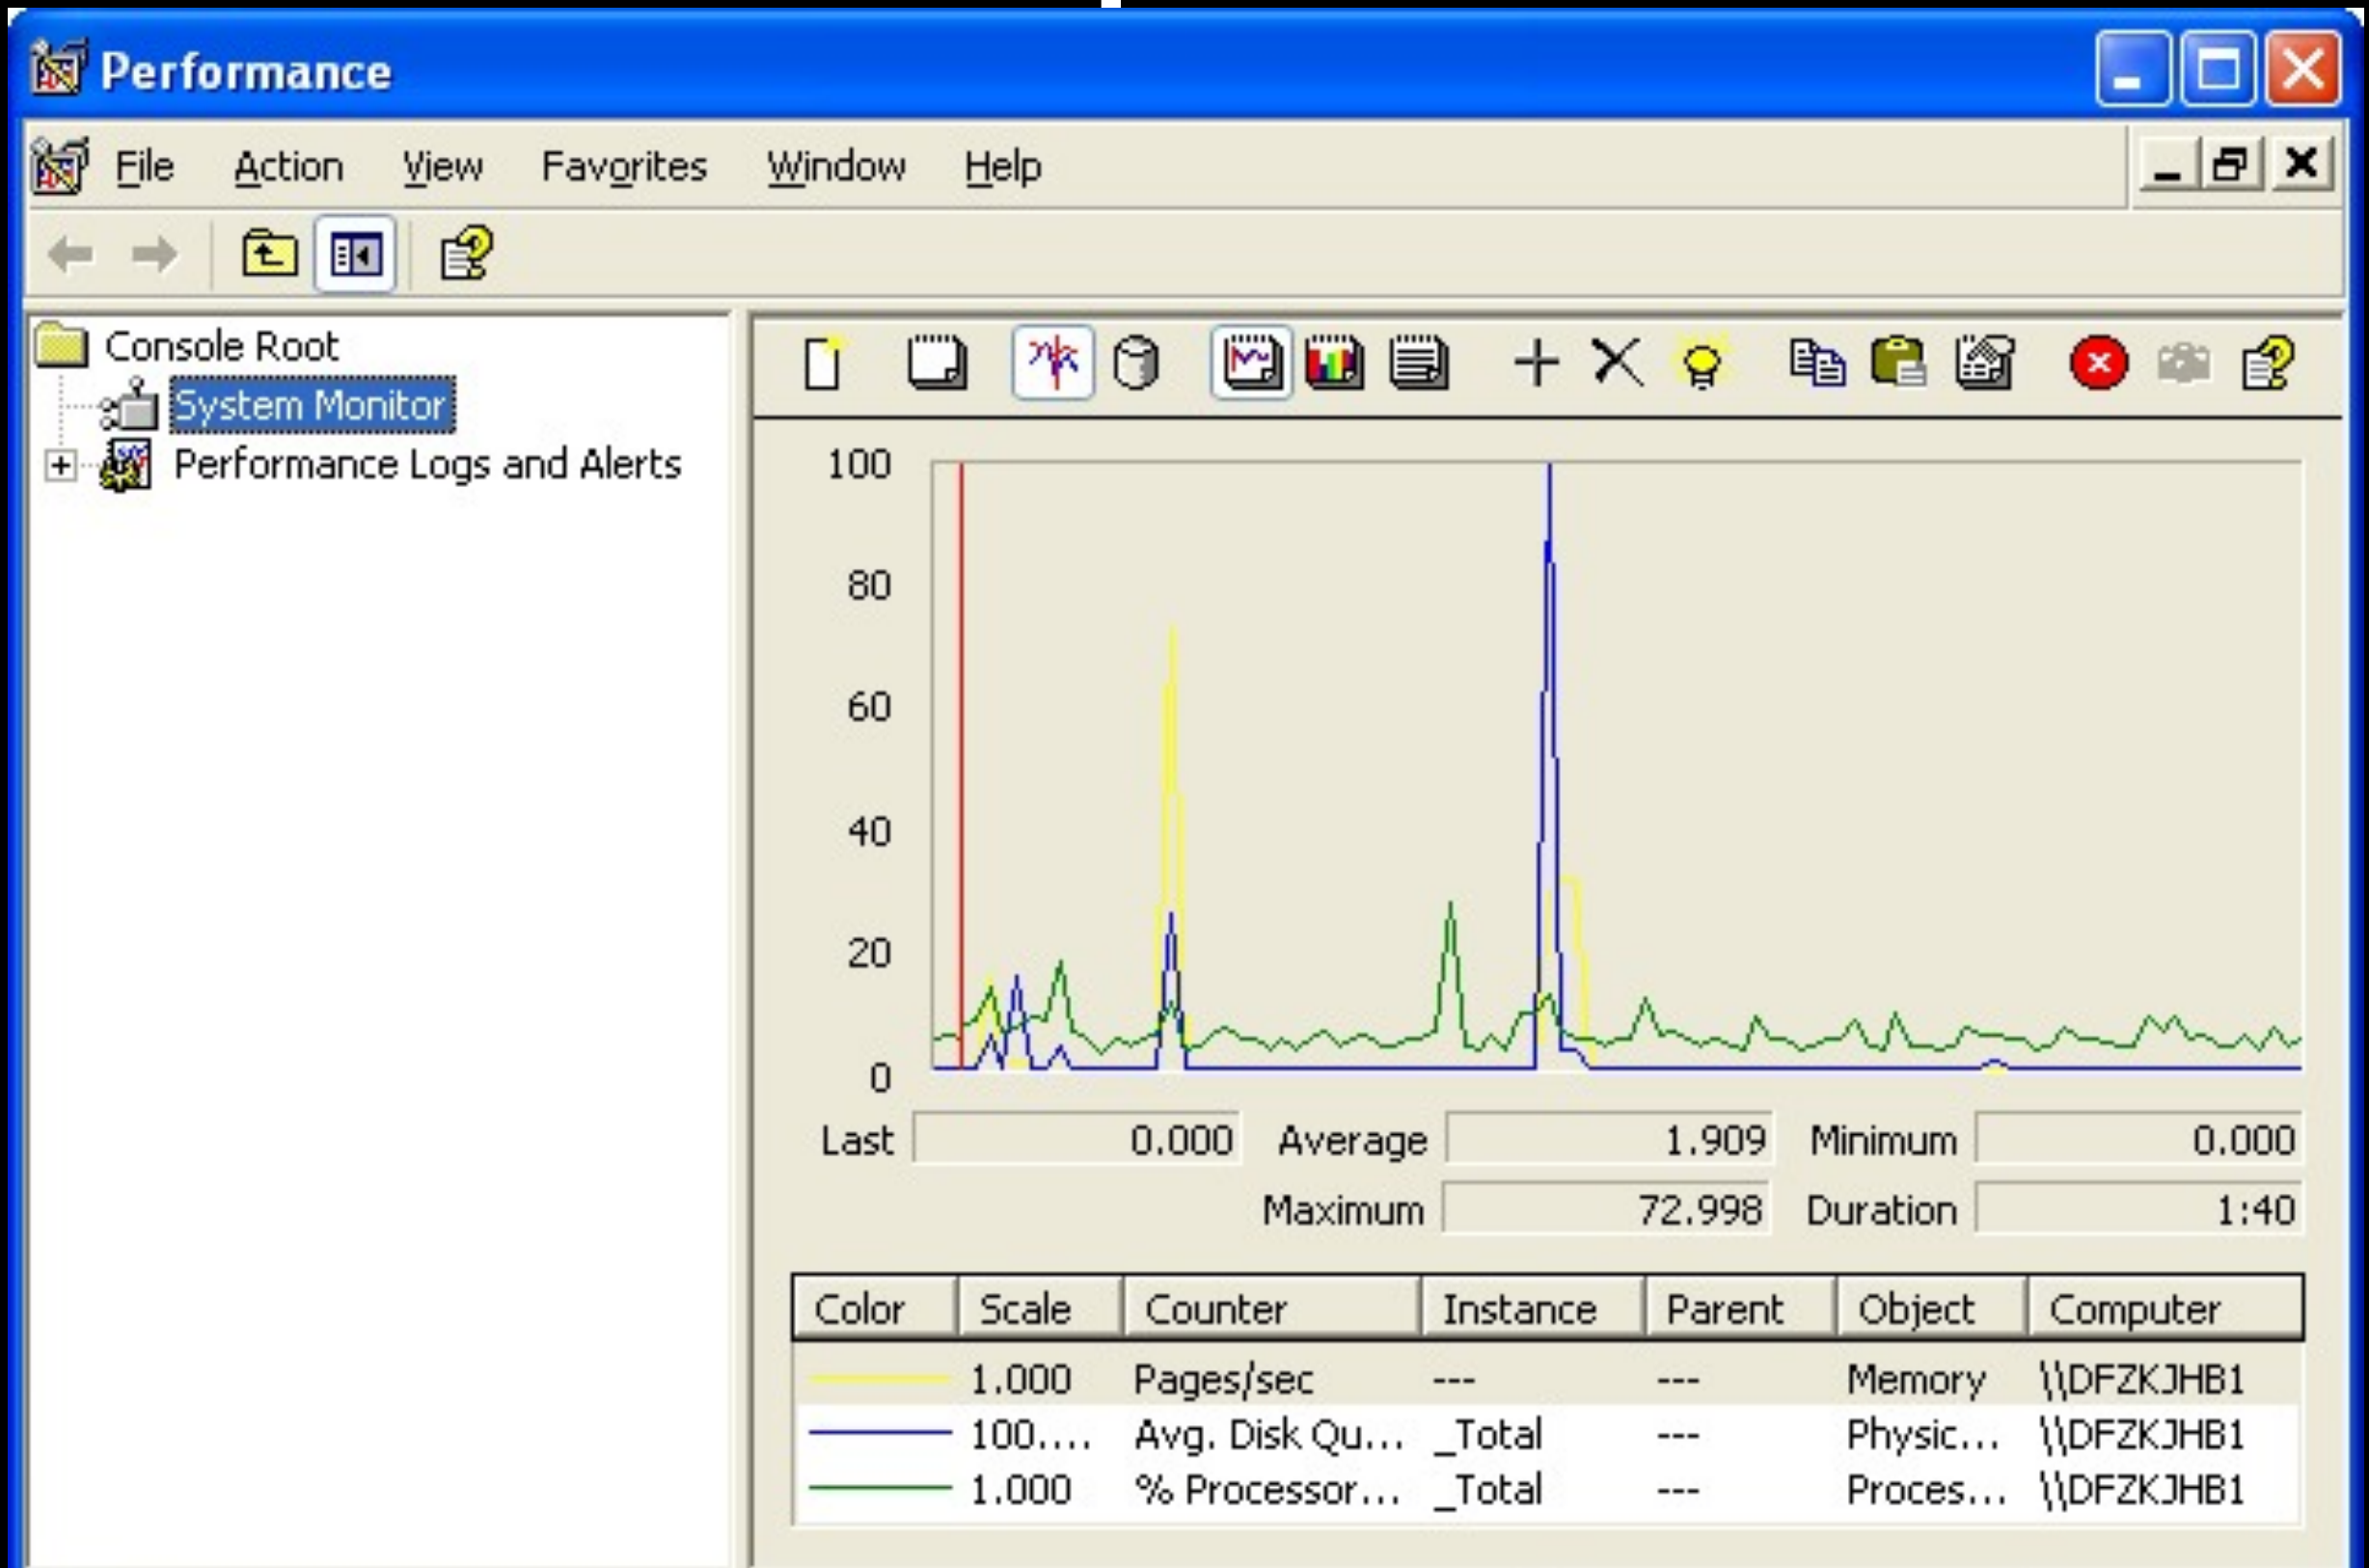 Performance
File Action View Favorites Window Help
Console Root
System Monitor
Performance Logs and Alerts
100
80
60
40
20
0
Last 0.000 Average 1.909 Minimum 0.000
Maximum 72.998 Duration 1:40
Color Scale Counter Instance Parent Object Computer
1.000 Pages/sec --- --- Memory \\DFZKJHB1
100.... Avg. Disk Qu... _Total --- Physic... \\DFZKJHB1
1.000 % Processor... _Total --- Proces... \\DFZKJHB1